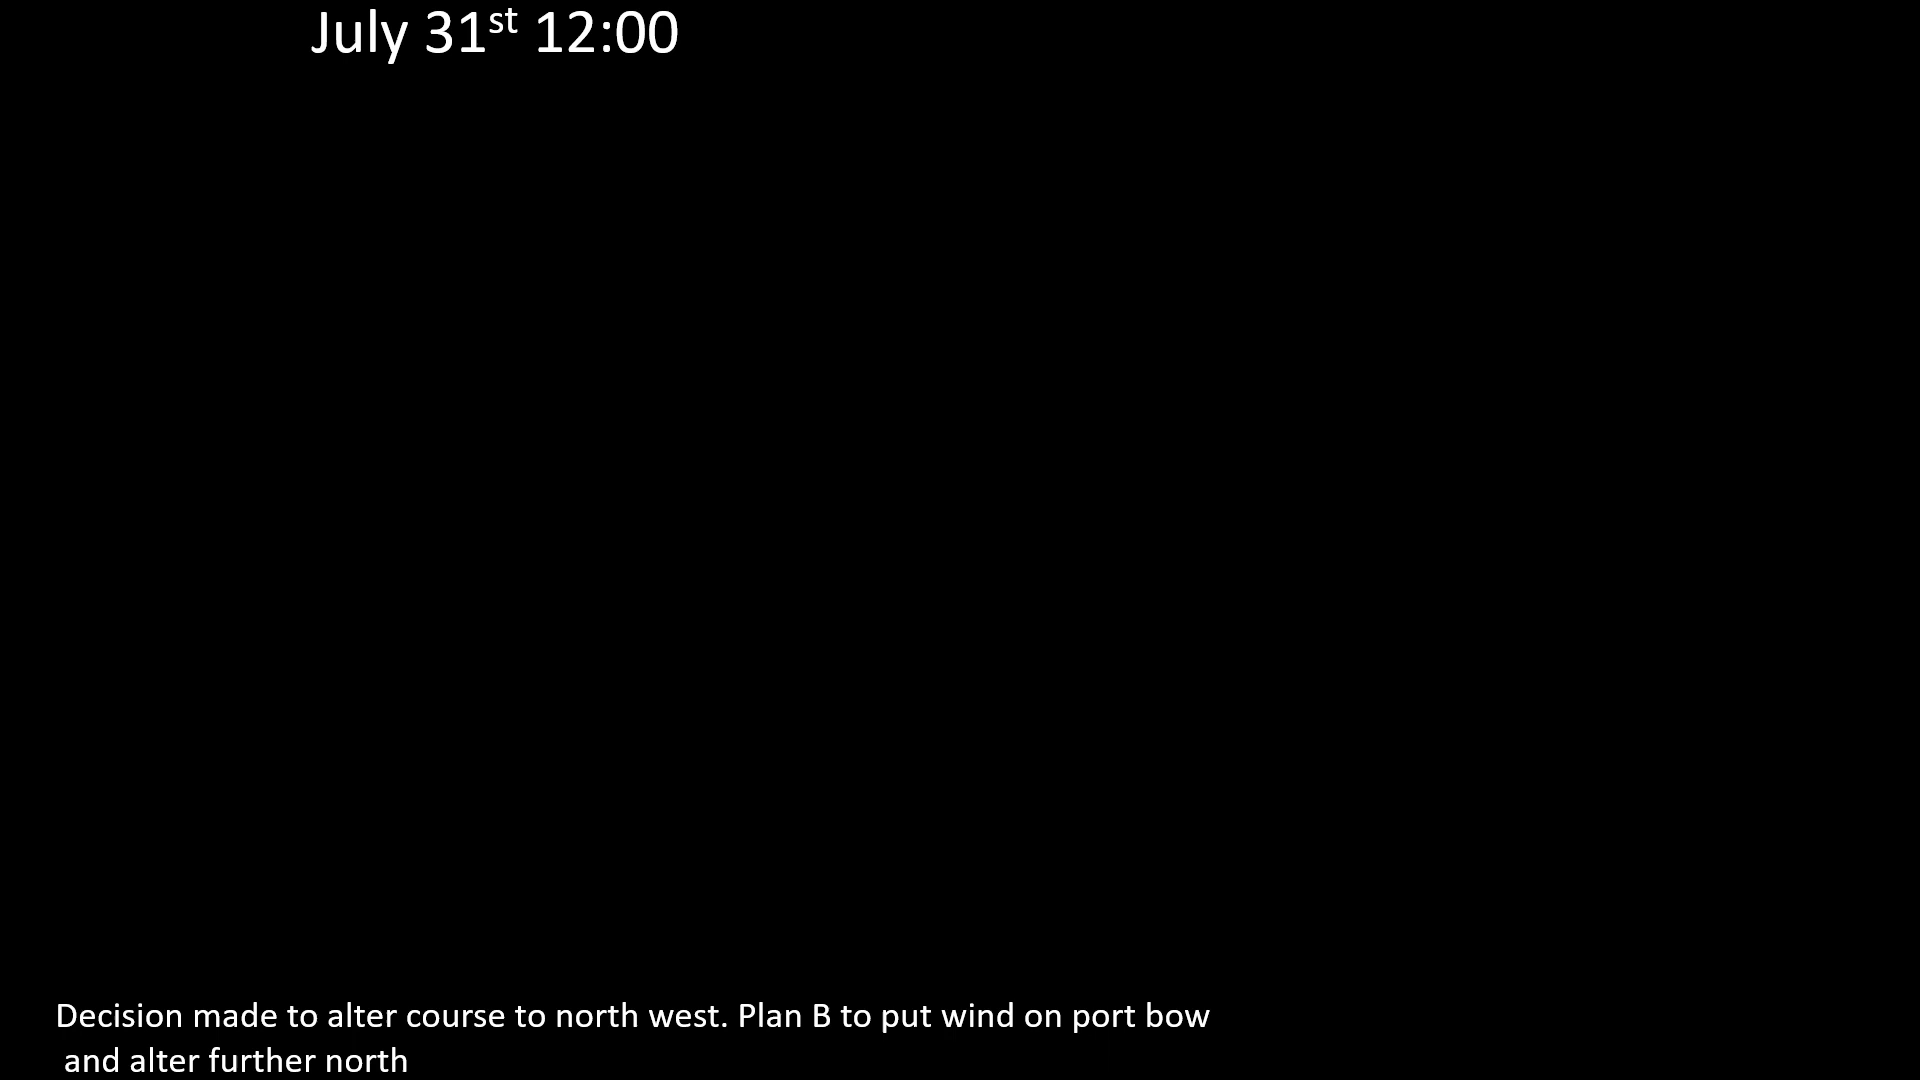 July 31st 12:00
Decision made to alter course to north west. Plan B to put wind on port bow
and alter further north